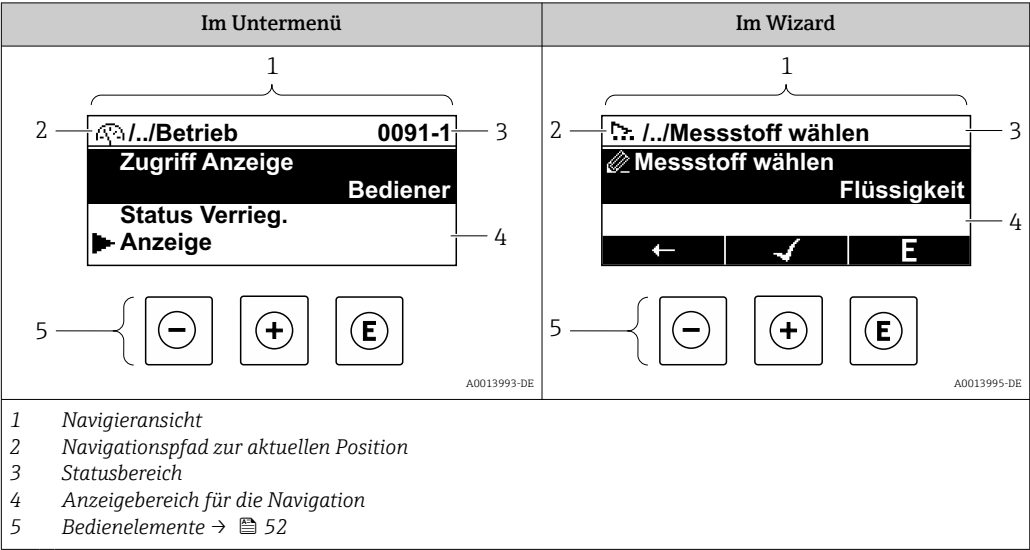 Im Untermenü
Im Wizard
1
2
/../Betrieb 0091-1
3
Zugriff Anzeige
Bediener
Status Verrieg.
Anzeige
4
5
- + E
A0013993-DE
1
2
/../Messstoff wählen
3
Messstoff wählen
Flüssigkeit
4
← ✓ E
5
- + E
A0013995-DE
1 Navigieransicht
2 Navigationspfad zur aktuellen Position
3 Statusbereich
4 Anzeigebereich für die Navigation
5 Bedienelemente → 52